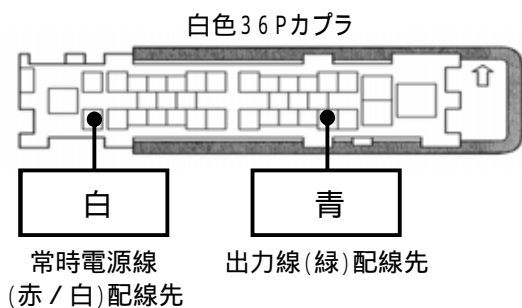 白色36Pカプラ
白
青
常時電源線
(赤/白)配線先
出力線(緑)配線先